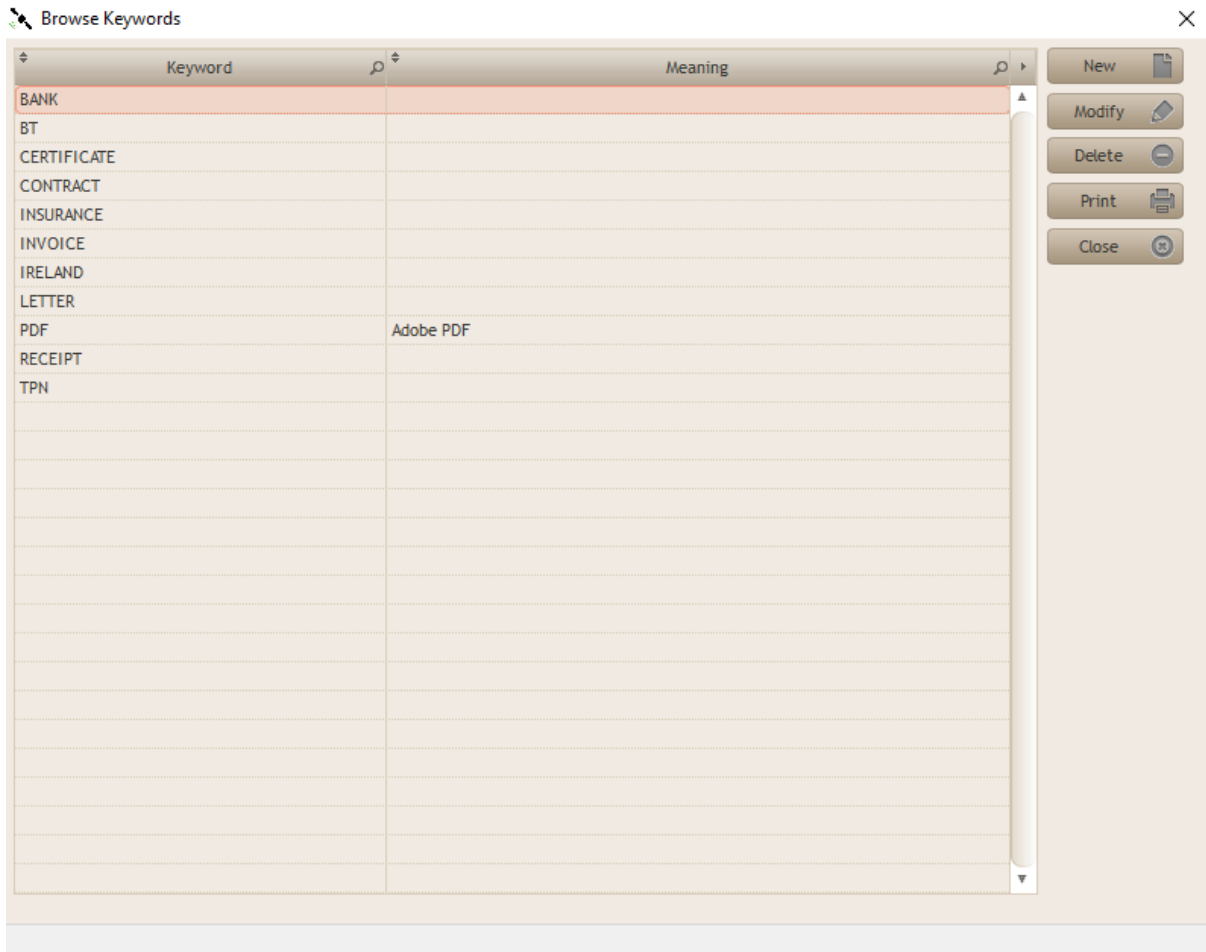 Browse Keywords
Keyword Meaning
New
BANK
Modify
BT
CERTIFICATE
Delete
CONTRACT
Print
INSURANCE
INVOICE
Close
IRELAND
LETTER
PDF Adobe PDF
RECEIPT
TPN